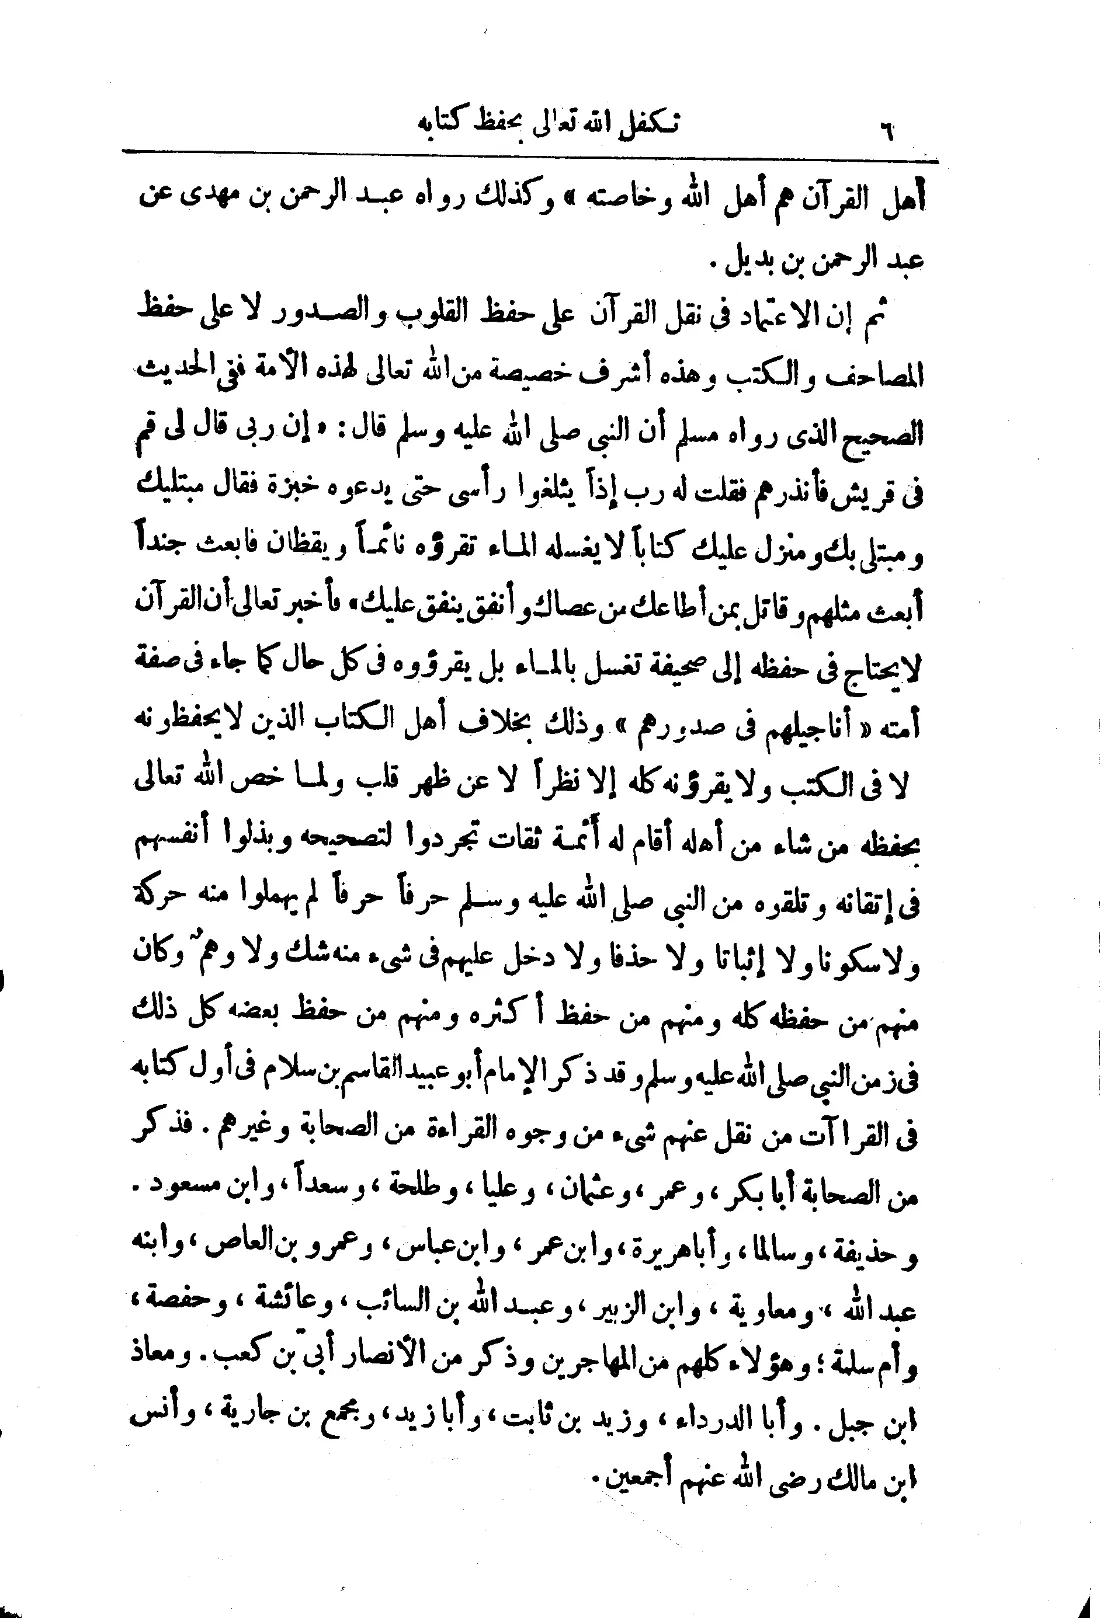 ٦ تكفل الله تعالى بحفظ كتابه
أهل القرآن هم أهل الله وخاصته » وكذلك رواه عبد الرحمن بن مهدى عن
عبد الرحمن بن بديل .
ثم إن الاعتماد فى نقل القرآن على حفظ القلوب والصدور لا على حفظ
المصاحف والكتب وهذه أشرف خصيصة من الله تعالى لهذه الأمة ففى الحديث
الصحيح الذى رواه مسلم أن النبى صلى الله عليه وسلم قال : « إن ربى قال لى قم
فى قريش فأنذرهم فقلت له رب إذاً يثلغوا رأسى حتى يدعوه خبزة فقال مبتليك
ومبتلى بك ومنزل عليك كتاباً لا يغسله الماء تقرؤه نائماً ويقظان فابعث جنداً
أبعث مثلهم وقاتل بمن أطاعك من عصاك وأنفق ينفق عليك » فأخبر تعالى أن القرآن
لا يحتاج فى حفظه إلى صحيفة تغسل بالماء بل يقرؤوه فى كل حال كما جاء فى صفة
أمته « أناجيلهم فى صدورهم » وذلك بخلاف أهل الكتاب الذين لا يحفظونه
لا فى الكتب ولا يقرؤنه كله إلا نظراً لا عن ظهر قلب ولما خص الله تعالى
بحفظه من شاء من أهله أقام له أئمة ثقات تجردوا لتصحيحه وبذلوا أنفسهم
فى إتقانه وتلقوه من النبى صلى الله عليه وسلم حرفاً حرفاً لم يهملوا منه حركة
ولا سكونا ولا إثباتا ولا حذفا ولا دخل عليهم فى شىء منه شك ولا وهم وكان
منهم من حفظه كله ومنهم من حفظ أكثره ومنهم من حفظ بعضه كل ذلك
فى زمن النبى صلى الله عليه وسلم وقد ذكر الإمام أبو عبيد القاسم بن سلام فى أول كتابه
فى القراآت من نقل عنهم شىء من وجوه القراءة من الصحابة وغيرهم . فذكر
من الصحابة أبا بكر ، وعمر ، وعثمان ، وعليا ، وطلحة ، وسعداً ، وابن مسعود .
وحذيفة ، وسالما ، وأبا هريرة ، وابن عمر ، وابن عباس ، وعمرو بن العاص ، وابنه
عبد الله ، ومعاوية ، وابن الزبير ، وعبد الله بن السائب ، وعائشة ، وحفصة ،
وأم سلمة ؛ وهؤلاء كلهم من المهاجرين وذكر من الأنصار أبىّ بن كعب . ومعاذ
ابن جبل . وأبا الدرداء ، وزيد بن ثابت ، وأبا زيد ، ومجمع بن جارية ، وأنس
ابن مالك رضى الله عنهم أجمعين .